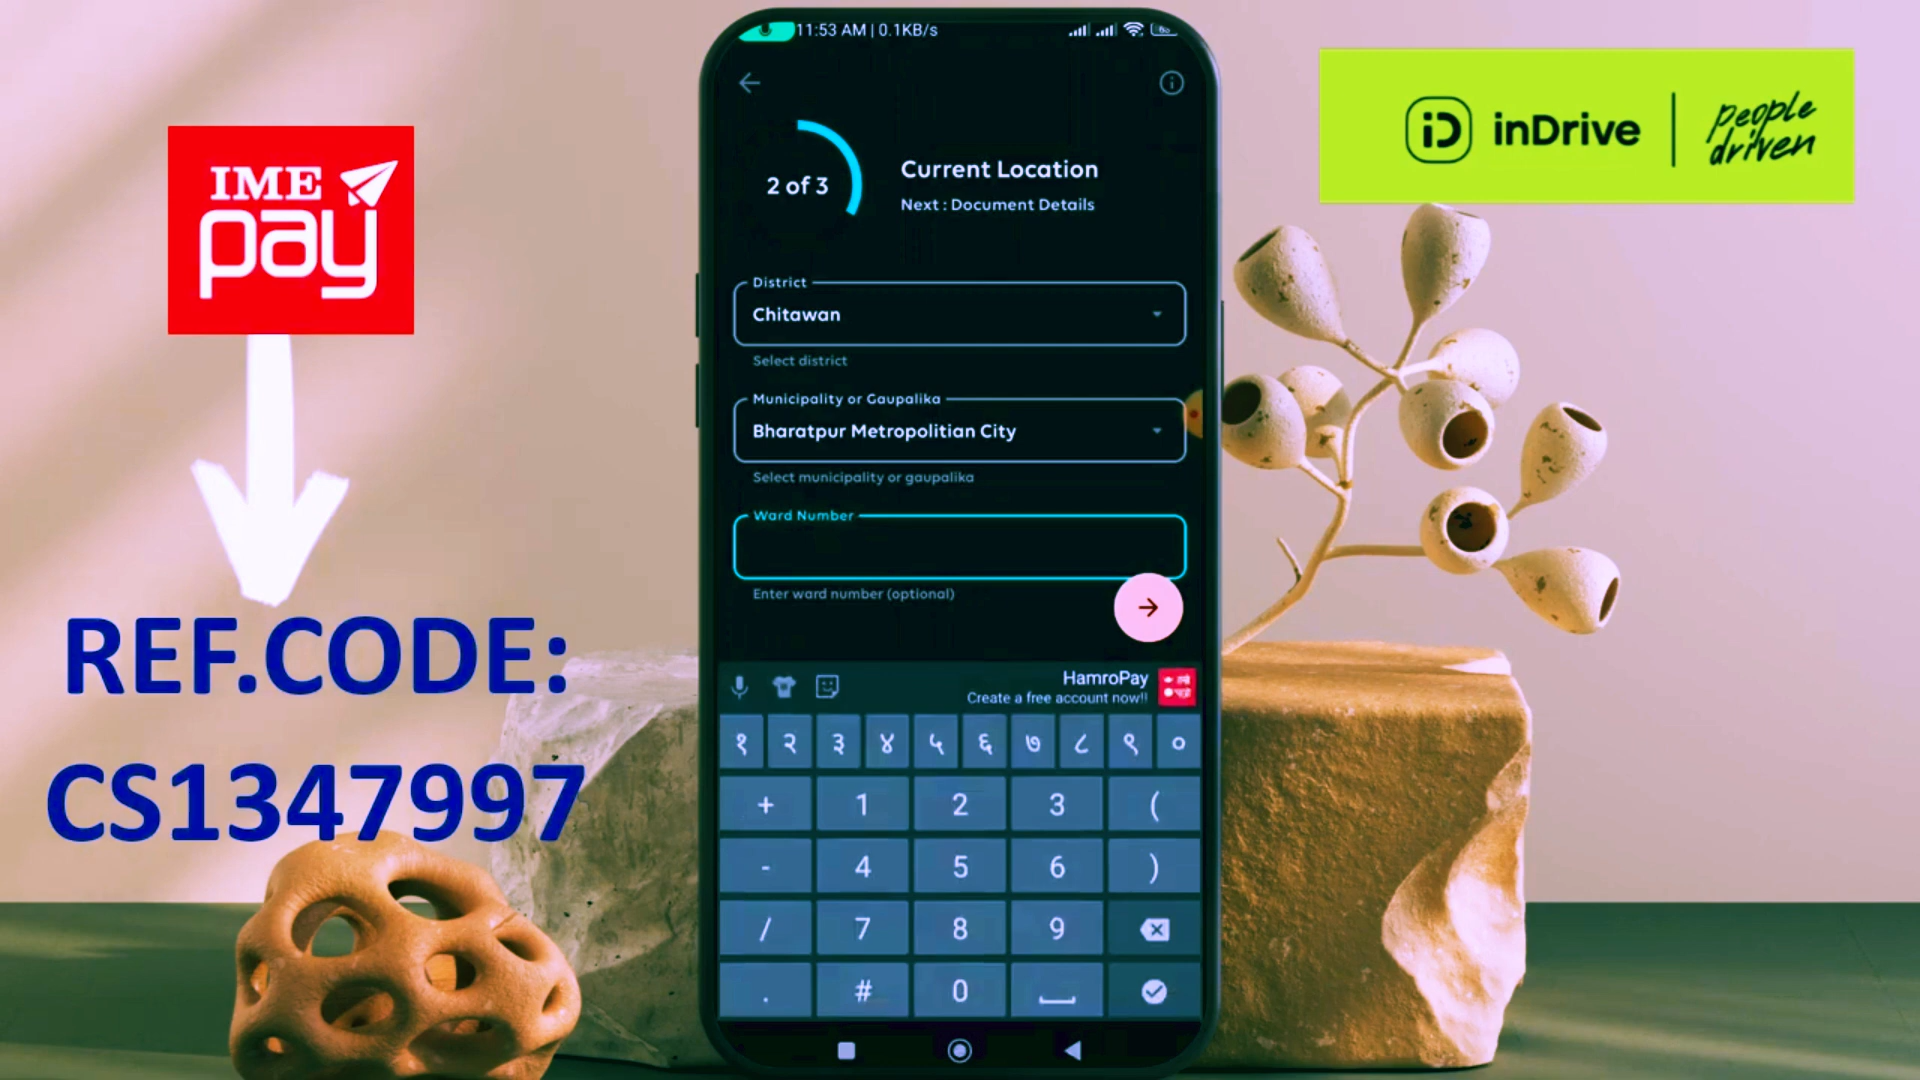 IME
pay
REF.CODE:
CS1347997
11:53 AM | 0.1KB/s
2 of 3
Current Location
Next : Document Details
District
Chitawan
Select district
Municipality or Gaupalika
Bharatpur Metropolitian City
Select municipality or gaupalika
Ward Number
Enter ward number (optional)
HamroPay
Create a free account now!!
१ २ ३ ४ ५ ६ ७ ८ ९ ०
+ 1 2 3 (
- 4 5 6 )
/ 7 8 9
. # 0
iD inDrive
people
driven